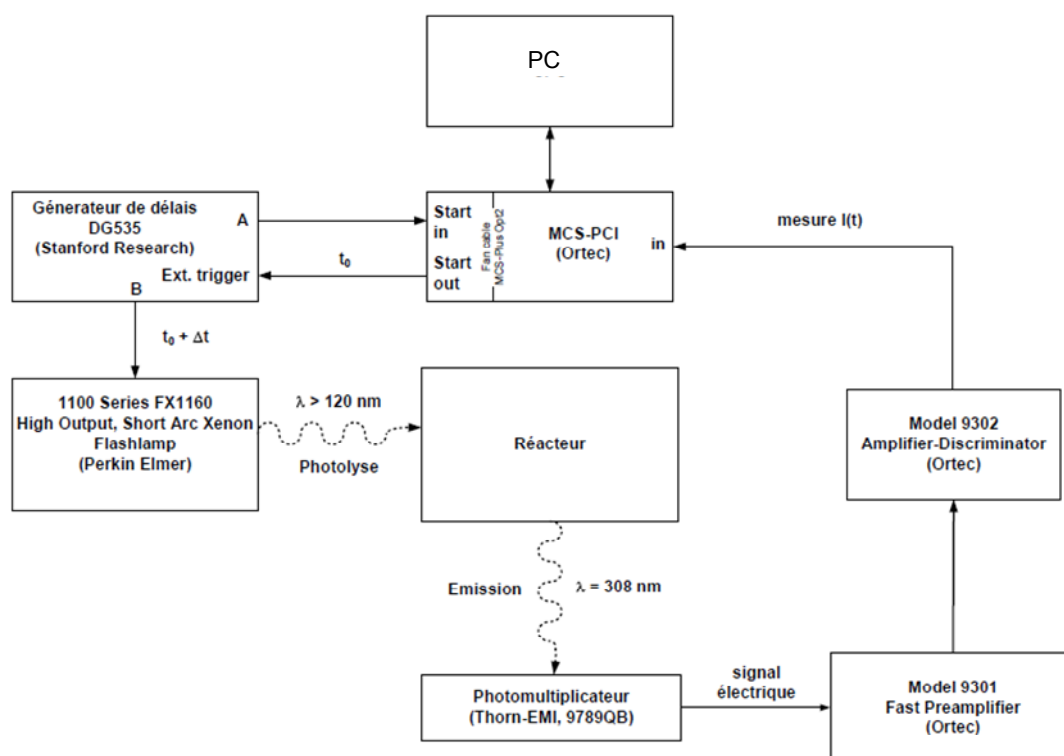 PC
Génerateur de délais
DG535
(Stanford Research)
A
Ext. trigger
B
Start
in
Start
out
Fan cable
MCS-Plus Opt2
MCS-PCI
(Ortec)
in
mesure I(t)
t₀
t₀ + Δt
1100 Series FX1160
High Output, Short Arc Xenon
Flashlamp
(Perkin Elmer)
λ > 120 nm
Photolyse
Réacteur
Model 9302
Amplifier-Discriminator
(Ortec)
Emission
λ = 308 nm
Photomultiplicateur
(Thorn-EMI, 9789QB)
signal
électrique
Model 9301
Fast Preamplifier
(Ortec)